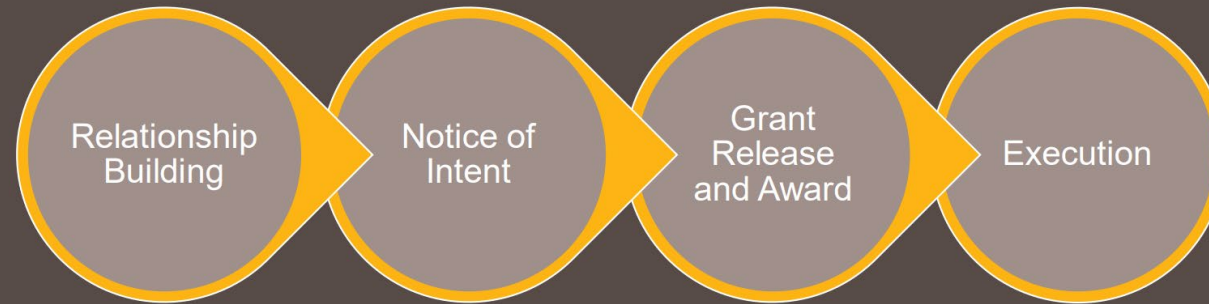 Relationship
Building
Notice of
Intent
Grant
Release
and Award
Execution